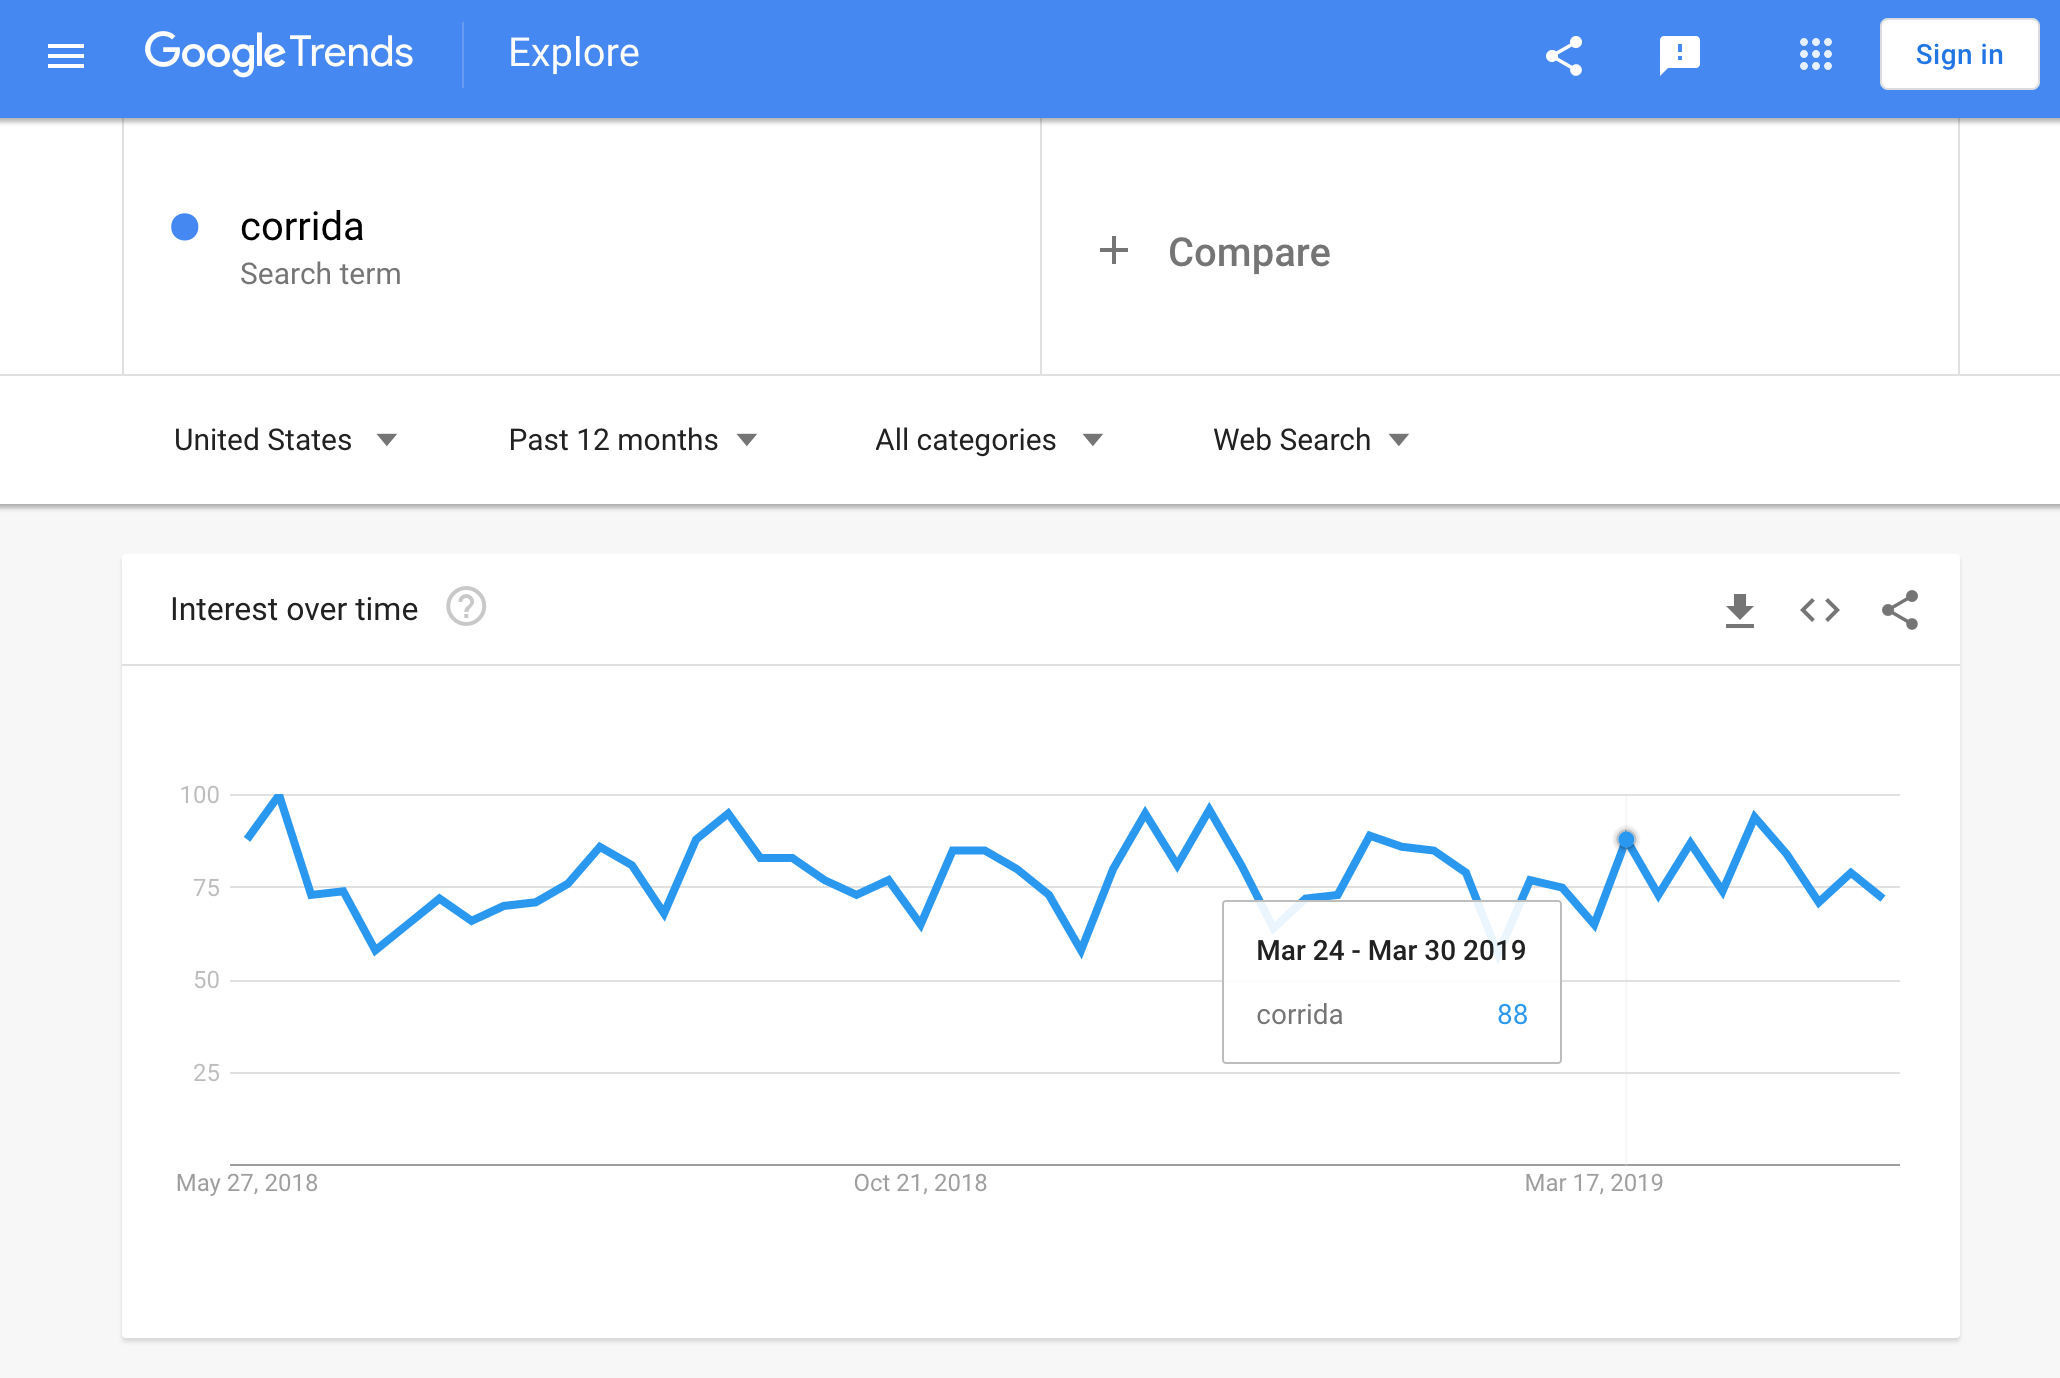 Google Trends
Explore
Sign in
corrida
Search term
+ Compare
United States
Past 12 months
All categories
Web Search
Interest over time
100
75
50
25
Mar 24 - Mar 30 2019
corrida 88
May 27, 2018
Oct 21, 2018
Mar 17, 2019